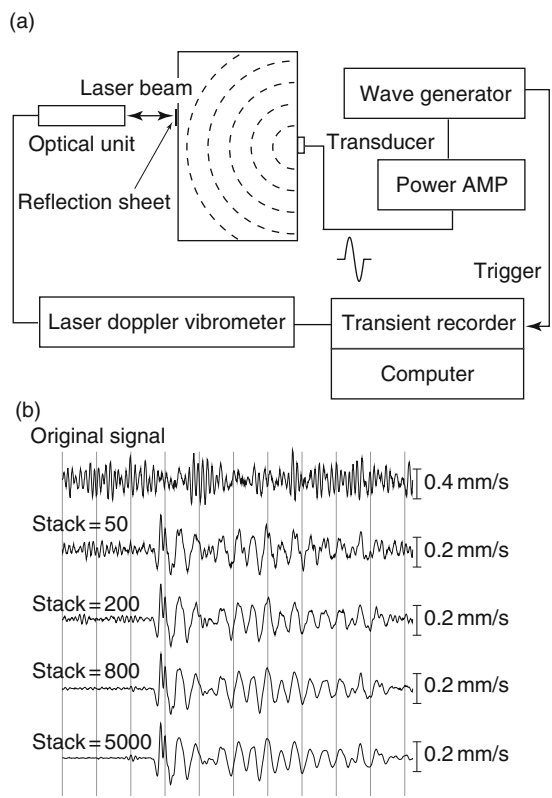 (a)
Laser beam
Optical unit
Reflection sheet
Transducer
Wave generator
Power AMP
Trigger
Laser doppler vibrometer
Transient recorder
Computer
(b)
Original signal
0.4 mm/s
Stack = 50
0.2 mm/s
Stack = 200
0.2 mm/s
Stack = 800
0.2 mm/s
Stack = 5000
0.2 mm/s